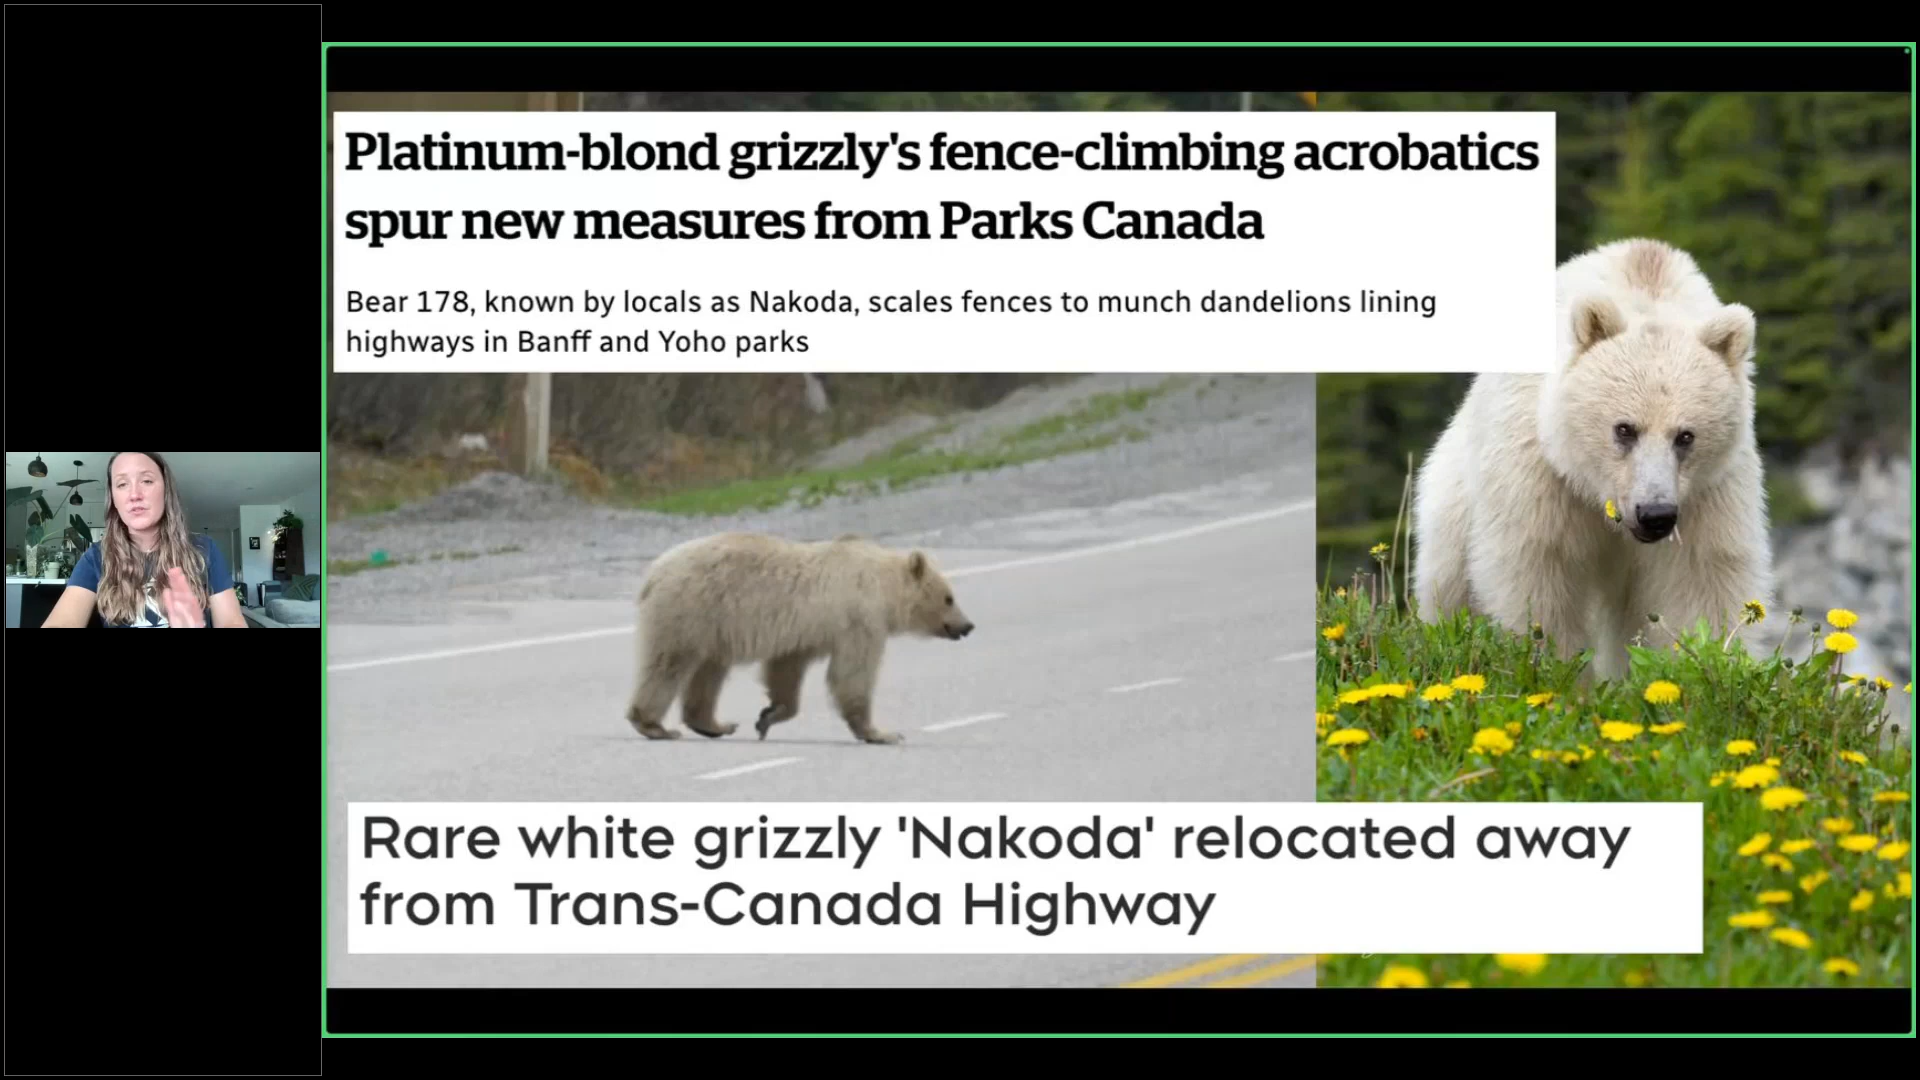 Platinum-blond grizzly's fence-climbing acrobatics
spur new measures from Parks Canada
Bear 178, known by locals as Nakoda, scales fences to munch dandelions lining
highways in Banff and Yoho parks
Rare white grizzly 'Nakoda' relocated away
from Trans-Canada Highway